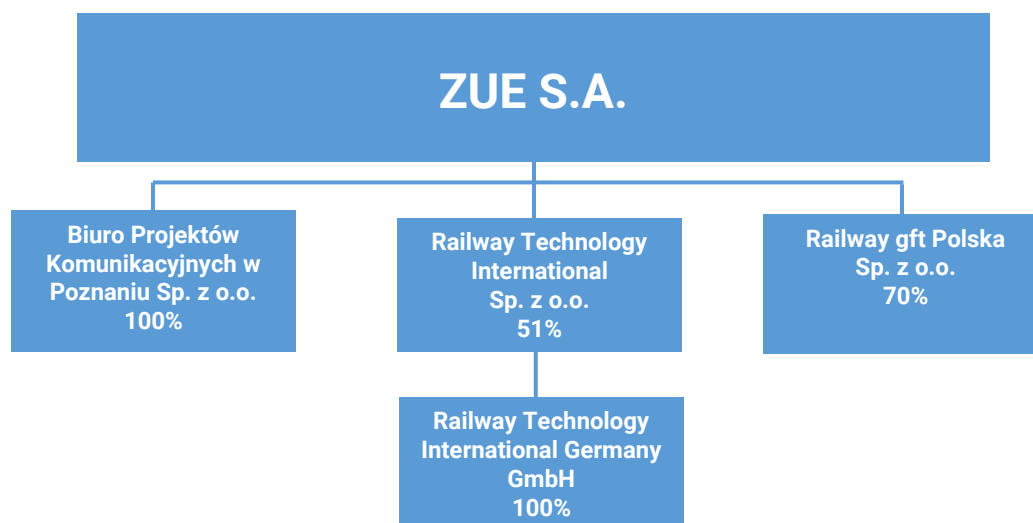 ZUE S.A.
Biuro Projektów
Komunikacyjnych w
Poznaniu Sp. z o.o.
100%
Railway Technology
International
Sp. z o.o.
51%
Railway gft Polska
Sp. z o.o.
70%
Railway Technology
International Germany
GmbH
100%